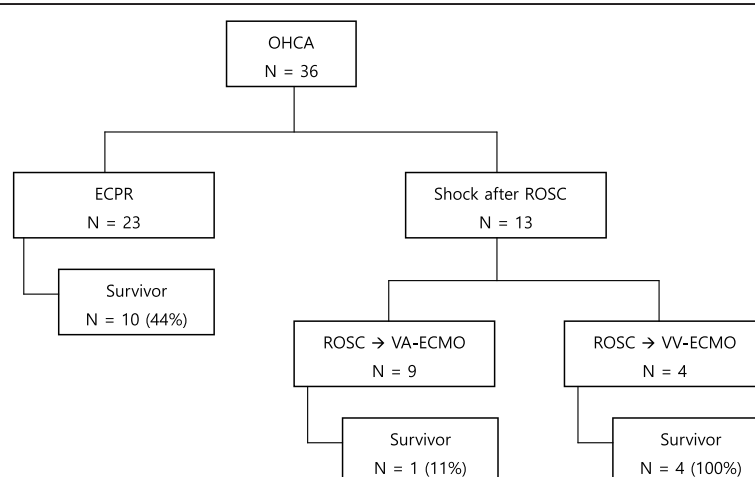 OHCA
N = 36
ECPR
N = 23
Shock after ROSC
N = 13
Survivor
N = 10 (44%)
ROSC → VA-ECMO
N = 9
ROSC → VV-ECMO
N = 4
Survivor
N = 1 (11%)
Survivor
N = 4 (100%)